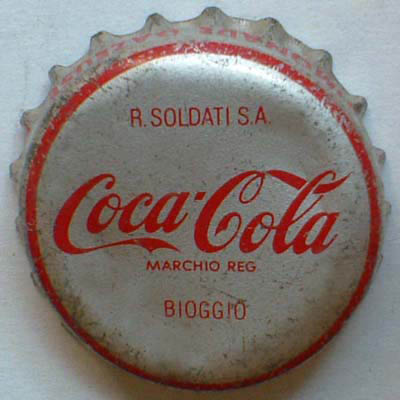 R. SOLDATI S.A.
Coca-Cola
MARCHIO REG
BIOGGIO